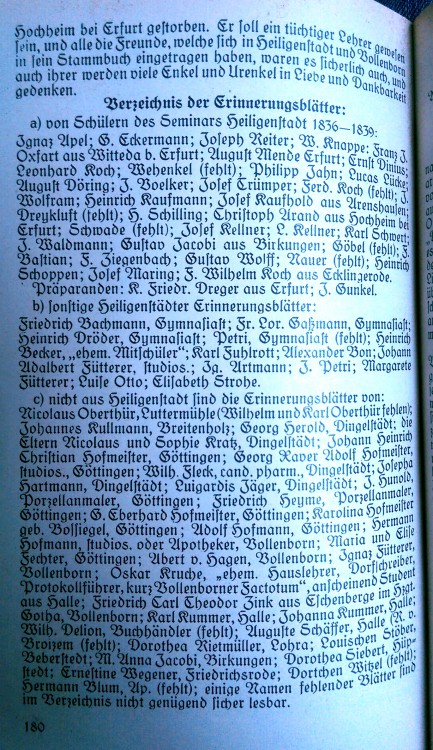 Hochheim bei Erfurt gestorben. Er soll ein tüchtiger Lehrer gewesen
sein, und alle die Freunde, welche sich in Heiligenstadt und Vollenborn
in sein Stammbuch eingetragen haben, waren es sicherlich auch, und
auch ihrer werden viele Enkel und Urenkel in Liebe und Dankbarkeit
gedenken.
Verzeichnis der Erinnerungsblätter:
a) von Schülern des Seminars Heiligenstadt 1836—1839:
Ignaz Apel; G. Eckermann; Joseph Reiter; W. Knappe; Franz J.
Oxfart aus Witteda b. Erfurt; August Mende Erfurt; Ernst Dinius;
Leonhard Koch; Wehenkel (fehlt); Philipp Jahn; Lucas Lücke;
August Döring; J. Voelker; Josef Trümper; Ferd. Koch (fehlt); J.
Wolfram; Heinrich Kaufmann; Josef Kaufhold aus Arenshausen;
Dreykluft (fehlt); H. Schilling; Christoph Arand aus Hochheim bei
Erfurt; Schwade (fehlt); Josef Kellner; L. Kellner; Karl Schwert;
J. Waldmann; Gustav Jacobi aus Birkungen; Göbel (fehlt); F.
Bastian; F. Ziegenbach; Gustav Wolff; Nauer (fehlt); Heinrich
Schoppen; Josef Maring; F. Wilhelm Koch aus Ecklingerode.
Präparanden: K. Friedr. Dreger aus Erfurt; J. Gunkel.
b) sonstige Heiligenstädter Erinnerungsblätter:
Friedrich Bachmann, Gymnasiast; Fr. Lor. Gaßmann, Gymnasiast;
Heinrich Dröder, Gymnasiast; Petri, Gymnasiast (fehlt); Heinrich
Becker, „ehem. Mitschüler“; Karl Fuhlrott; Alexander Bon; Johann
Adalbert Fütterer, studios.; Ig. Artmann; J. Petri; Margarete
Fütterer; Luise Otto; Elisabeth Strohe.
c) nicht aus Heiligenstadt sind die Erinnerungsblätter von:
Nicolaus Oberthür, Luttermühle (Wilhelm und Karl Oberthür fehlen);
Johannes Kullmann, Breitenholz; Georg Herold, Dingelstädt; die
Eltern Nicolaus und Sophie Kratz, Dingelstädt; Johann Heinrich
Christian Hofmeister, Göttingen; Georg Xaver Adolf Hofmeister,
studios., Göttingen; Wilh. Fleck, cand. pharm., Dingelstädt; Josepha
Hartmann, Dingelstädt; Luigardis Jäger, Dingelstädt; J. Hunold,
Porzellanmaler, Göttingen; Friedrich Heyme, Porzellanmaler,
Göttingen; G. Eberhard Hofmeister, Göttingen; Karolina Hofmeister
geb. Vossiegel, Göttingen; Adolf Hofmann, Göttingen; Hermann
Hofmann, studios. oder Apotheker, Vollenborn; Maria und Elise
Fechter, Göttingen; Albert v. Hagen, Vollenborn; Ignaz Fütterer,
Vollenborn; Oskar Kruche, „ehem. Hauslehrer, Dorfschreiber,
Protokollführer, kurz Vollenborner Factotum“, anscheinend Student
aus Halle; Friedrich Carl Theodor Zink aus Eschenberge im Hzgt.
Gotha, Vollenborn; Karl Kummer, Halle; Johanna Kummer, Halle;
Wilh. Delion, Buchhändler (fehlt); Auguste Schäffer, Halle (R. v.
Broizem (fehlt); Dorothea Rietmüller, Lohra; Louischen Stöber,
Beberstedt; M. Anna Jacobi, Birkungen; Dorothea Siebert, Hüp-
stedt; Ernestine Wegener, Friedrichsrode; Dortchen Witzel (fehlt);
Hermann Blum, Ap. (fehlt); einige Namen fehlender Blätter sind
im Verzeichnis nicht genügend sicher lesbar.
180